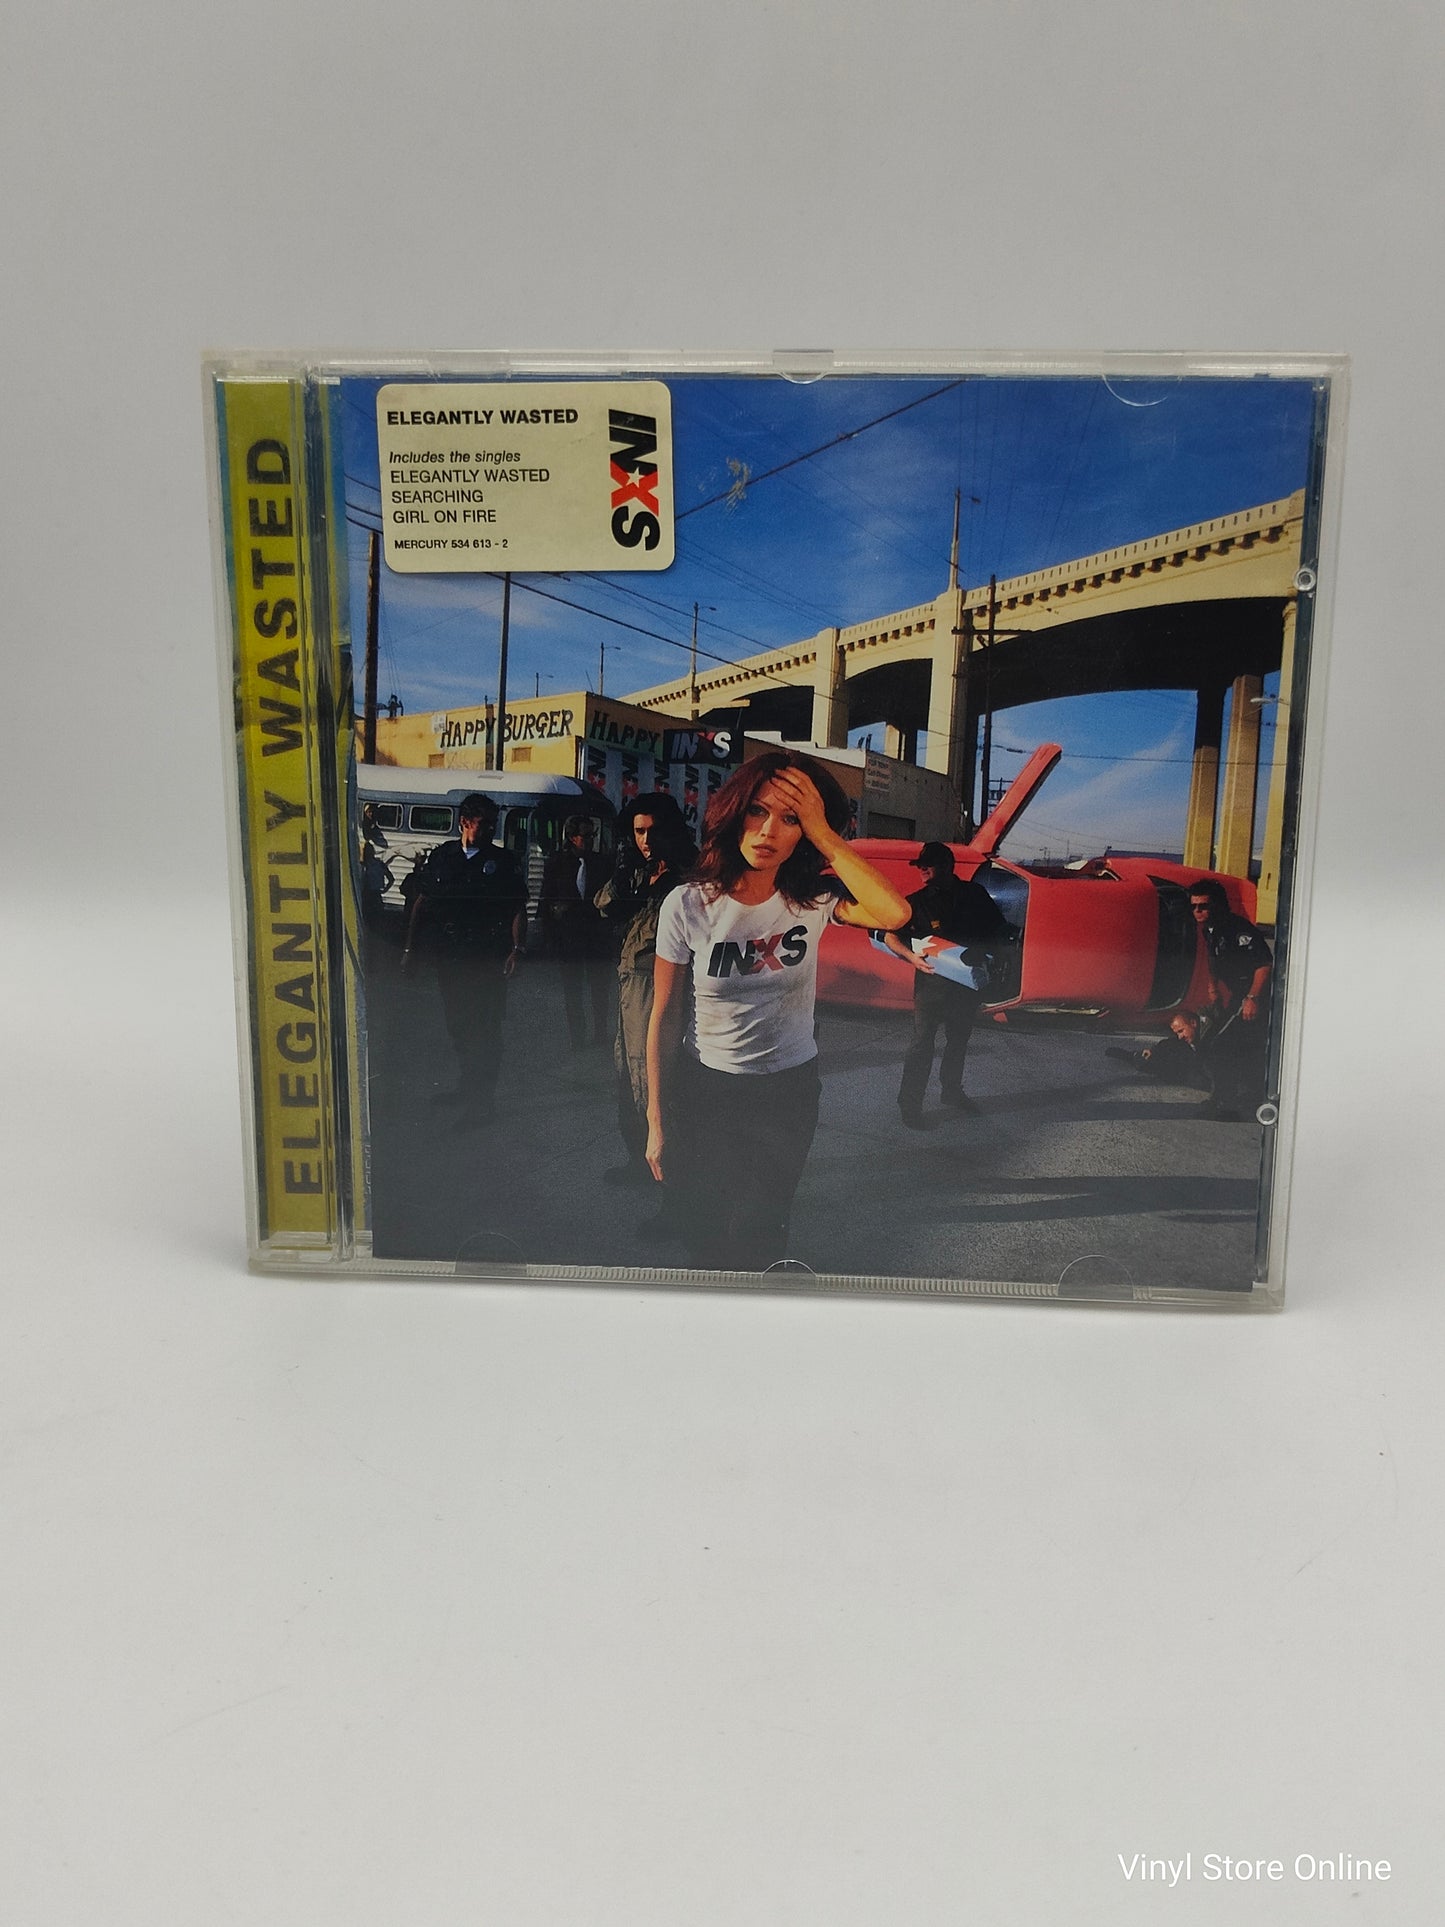 ELEGANTLY WASTED
ELEGANTLY WASTED
INXS
Includes the singles
ELEGANTLY WASTED
SEARCHING
GIRL ON FIRE
MERCURY 534 613 - 2
HAPPY BURGER
HAPPY
INXS
INXS
Vinyl Store Online